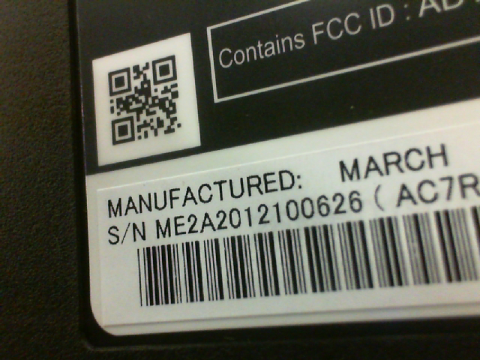 Contains FCC ID : AD
MANUFACTURED: MARCH
S/N ME2A2012100626 ( AC7R